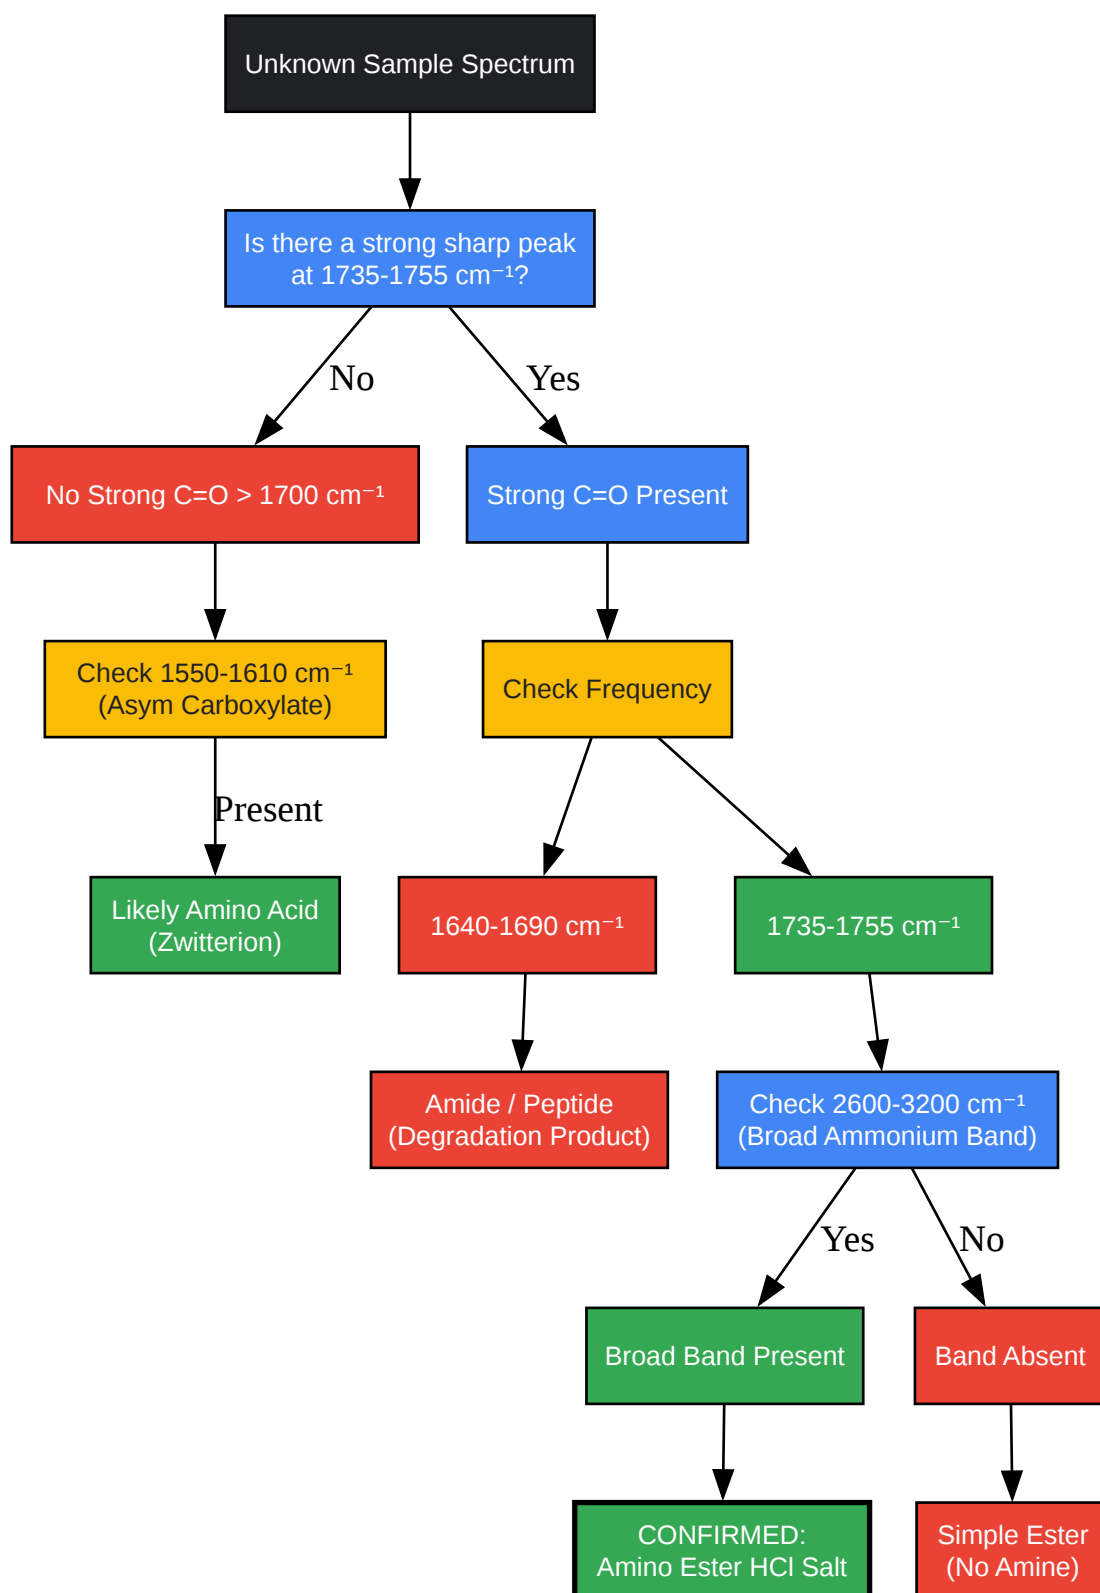 Unknown Sample Spectrum
Is there a strong sharp peak
at 1735-1755 cm⁻¹?
No
Yes
No Strong C=O > 1700 cm⁻¹
Strong C=O Present
Check 1550-1610 cm⁻¹
(Asym Carboxylate)
Check Frequency
Present
Likely Amino Acid
(Zwitterion)
1640-1690 cm⁻¹
1735-1755 cm⁻¹
Amide / Peptide
(Degradation Product)
Check 2600-3200 cm⁻¹
(Broad Ammonium Band)
Yes
No
Broad Band Present
Band Absent
CONFIRMED:
Amino Ester HCl Salt
Simple Ester
(No Amine)